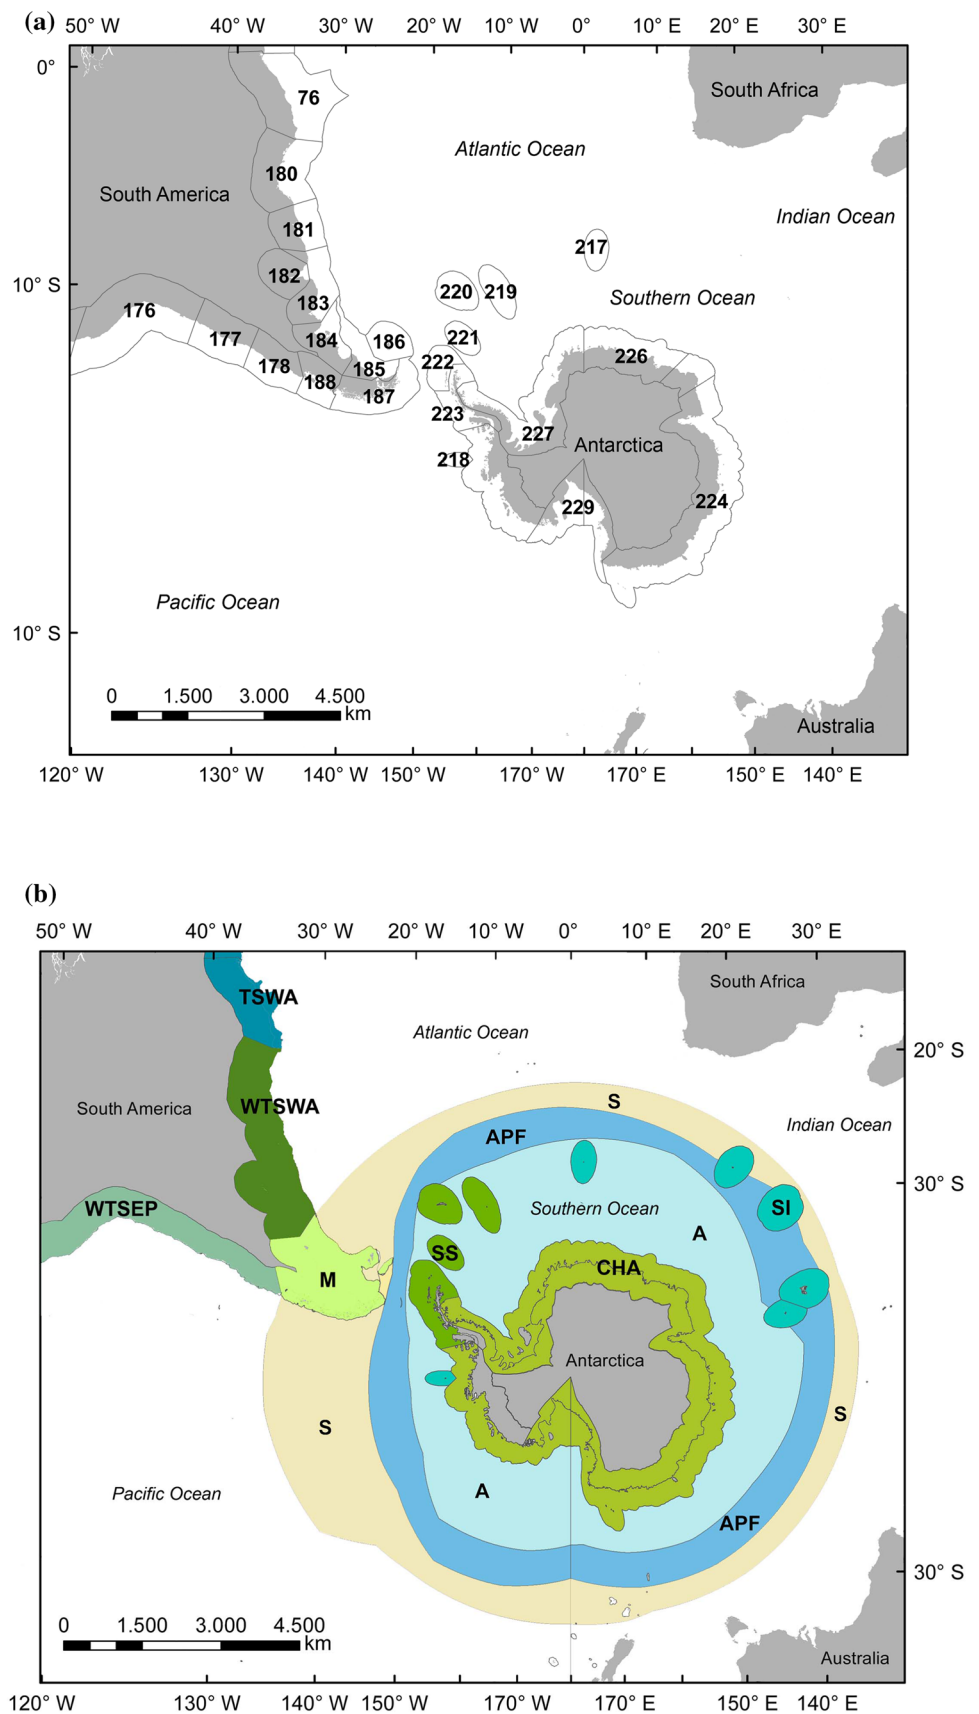 (a)
50° W 40° W 30° W 20° W 10° W 0° 10° E 20° E 30° E
0°
76
South Africa
Atlantic Ocean
180
South America
Indian Ocean
181
217
182
10° S
220 219
Southern Ocean
183
176
177
184
186
221
226
178
185
222
188
187
223
227
Antarctica
218
224
229
Pacific Ocean
10° S
0 1.500 3.000 4.500
km
Australia
120° W 130° W 140° W 150° W 170° W 170° E 150° E 140° E
(b)
50° W 40° W 30° W 20° W 10° W 0° 10° E 20° E 30° E
South Africa
TSWA
Atlantic Ocean
20° S
S
WTSWA
South America
Indian Ocean
APF
30° S
WTSEP
Southern Ocean
SI
A
SS
CHA
M
Antarctica
S
S
A
Pacific Ocean
APF
30° S
0 1.500 3.000 4.500
km
Australia
120° W 130° W 140° W 150° W 170° W 170° E 150° E 140° E